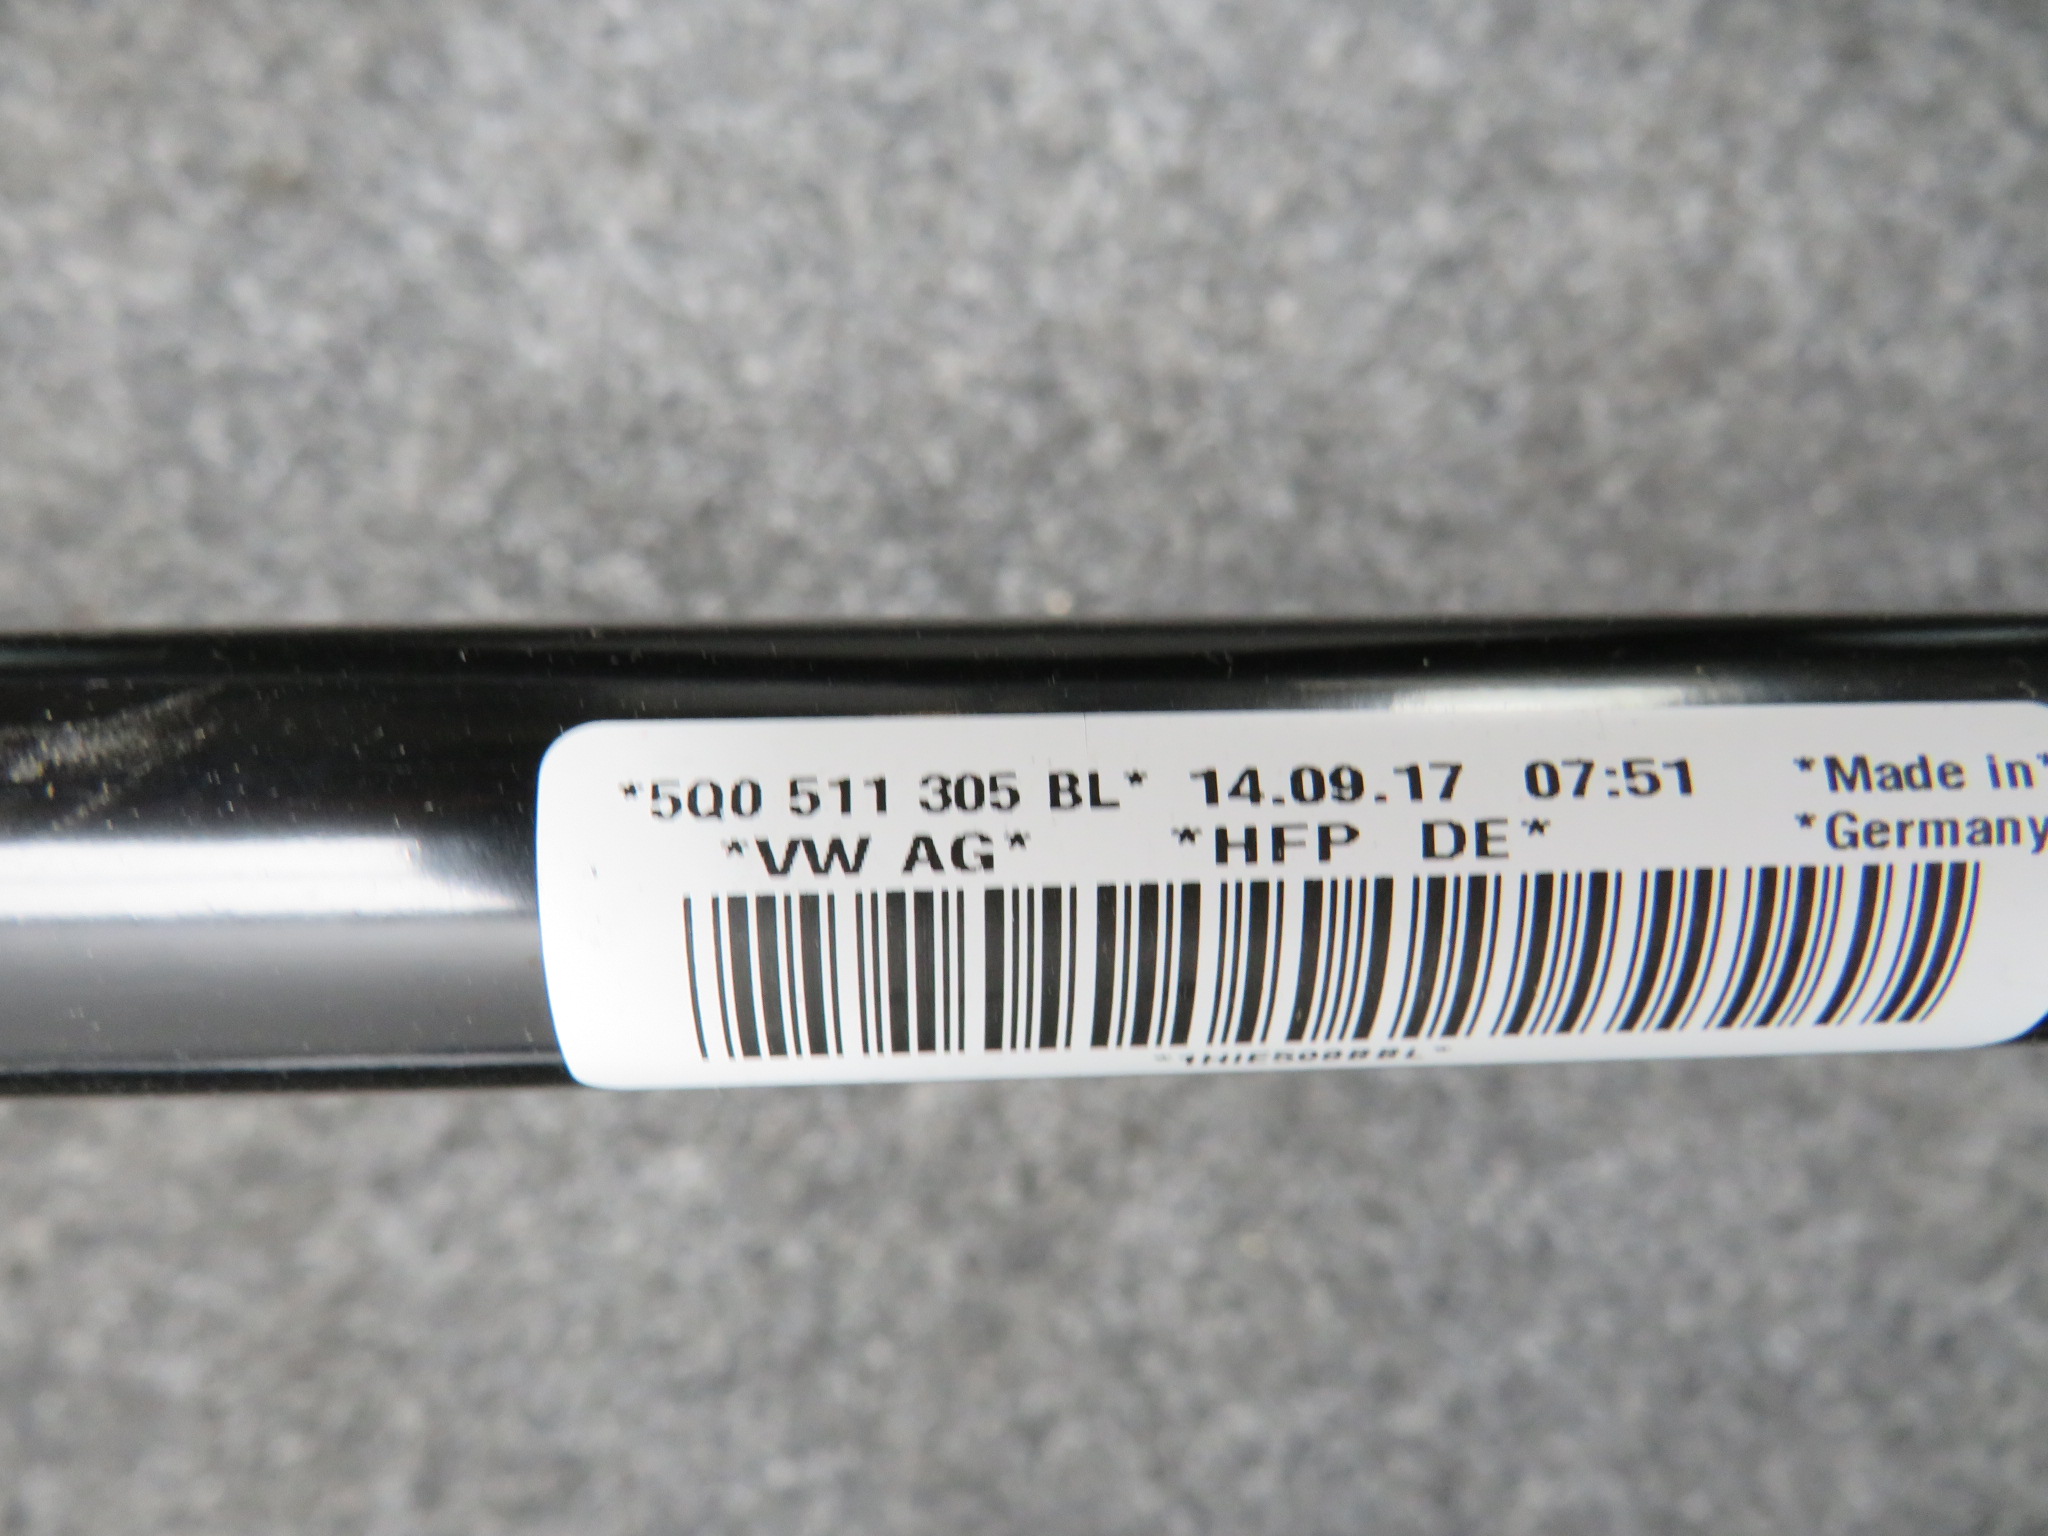 *5Q0 511 305 BL* 14.09.17 07:51 *Made in*
*VW AG* *HFP DE* *Germany